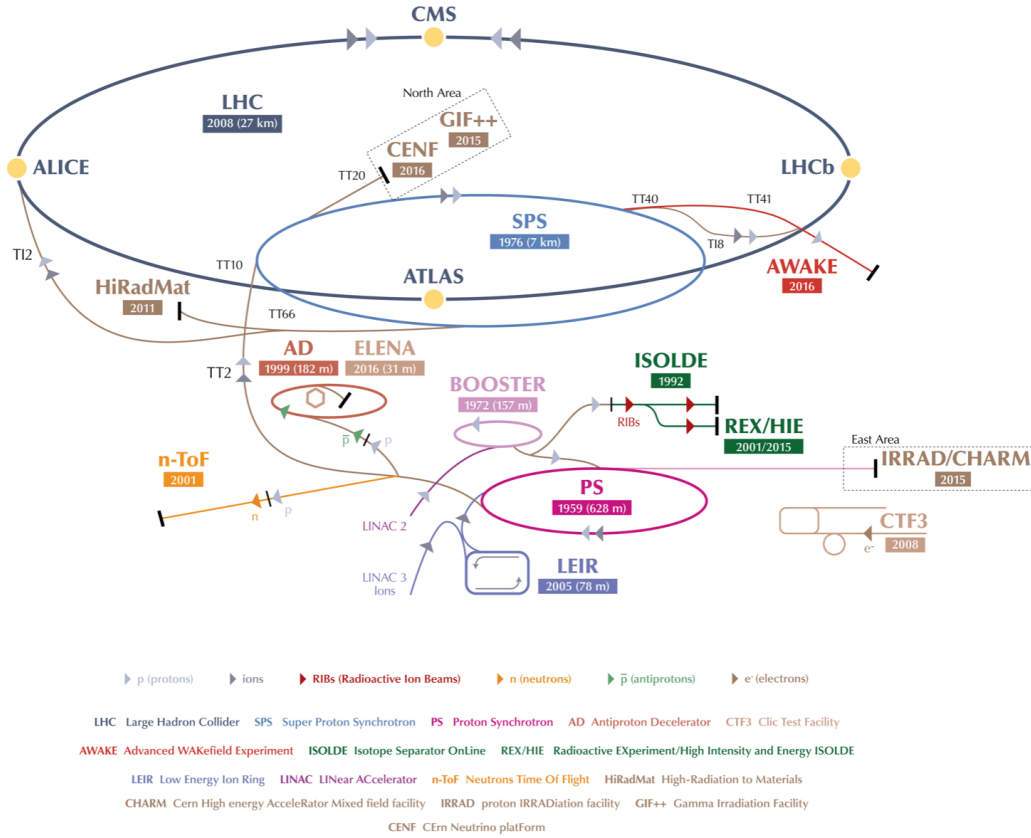 CMS
North Area
LHC
2008 (27 km)
GIF++
2015
CENF
2016
ALICE
LHCb
TT20
TT40
TT41
SPS
1976 (7 km)
TI2
TI8
TT10
AWAKE
2016
ATLAS
HiRadMat
2011
TT66
TT2
AD
1999 (182 m)
ELENA
2016 (31 m)
ISOLDE
1992
BOOSTER
1972 (157 m)
RIBs
REX/HIE
2001/2015
p̅
p
East Area
IRRAD/CHARM
2015
n-ToF
2001
n
p
PS
1959 (628 m)
LINAC 2
CTF3
2008
e-
LEIR
2005 (78 m)
LINAC 3
Ions
p (protons) ions RIBs (Radioactive Ion Beams) n (neutrons) p̅ (antiprotons) e- (electrons)
LHC Large Hadron Collider SPS Super Proton Synchrotron PS Proton Synchrotron AD Antiproton Decelerator CTF3 Clic Test Facility
AWAKE Advanced WAKefield Experiment ISOLDE Isotope Separator OnLine REX/HIE Radioactive EXperiment/High Intensity and Energy ISOLDE
LEIR Low Energy Ion Ring LINAC LINear ACcelerator n-ToF Neutrons Time Of Flight HiRadMat High-Radiation to Materials
CHARM Cern High energy AcceleRator Mixed field facility IRRAD proton IRRADiation facility GIF++ Gamma Irradiation Facility
CENF CErn Neutrino platForm